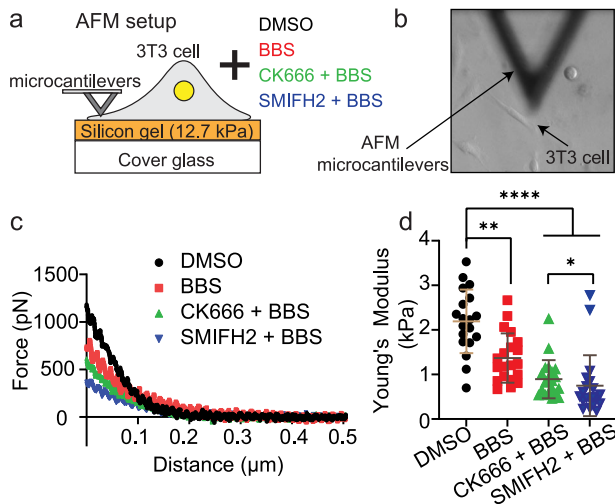 a
AFM setup
3T3 cell
microcantilevers
+
DMSO
BBS
CK666 + BBS
SMIFH2 + BBS
Silicon gel (12.7 kPa)
Cover glass
b
AFM
microcantilevers
3T3 cell
c
Force (pN)
1500
1000
500
0
0.1
0.2
0.3
0.4
0.5
Distance (µm)
DMSO
BBS
CK666 + BBS
SMIFH2 + BBS
d
Young's Modulus
(kPa)
4
3
2
1
0
****
**
*
DMSO
BBS
CK666 + BBS
SMIFH2 + BBS